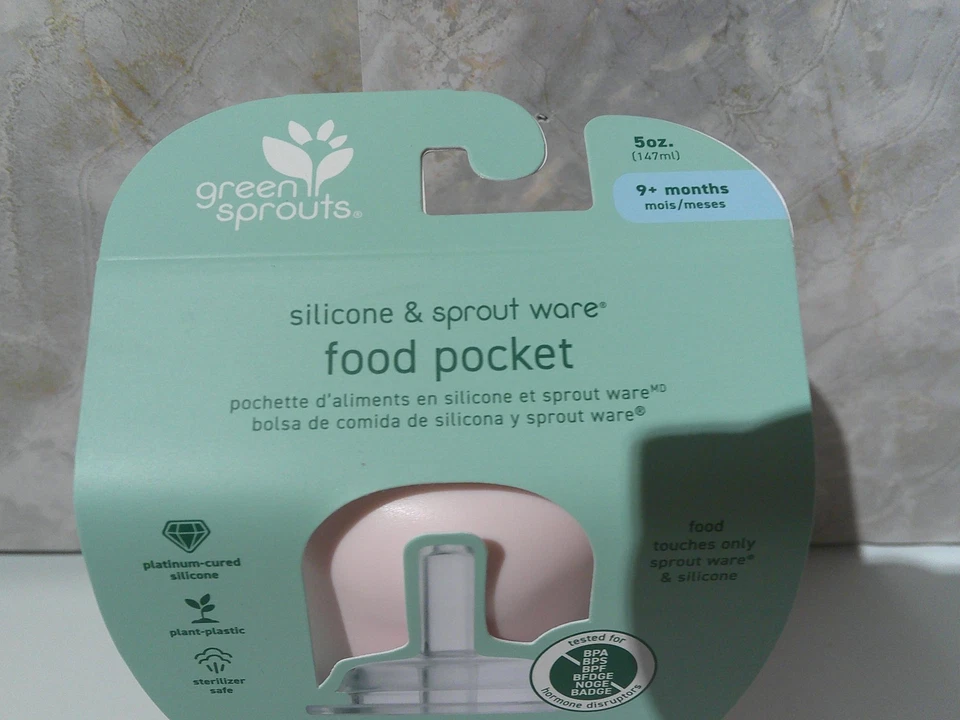 green
sprouts®
5oz.
(147ml)
9+ months
mois/meses
silicone & sprout ware®
food pocket
pochette d'aliments en silicone et sprout wareMD
bolsa de comida de silicona y sprout ware®
platinum-cured
silicone
plant-plastic
sterilizer
safe
food
touches only
sprout ware®
& silicone
tested for
BPA
BPS
BPF
BFDGE
NOGE
BADGE
hormone disruptors